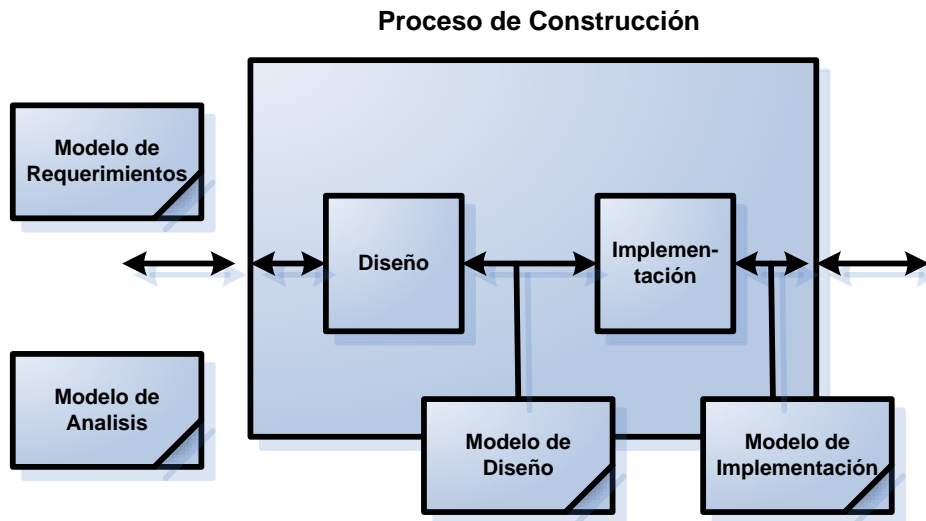 Proceso de Construcción
Modelo de
Requerimientos
Diseño
Implemen-
tación
Modelo de
Analisis
Modelo de
Diseño
Modelo de
Implementación